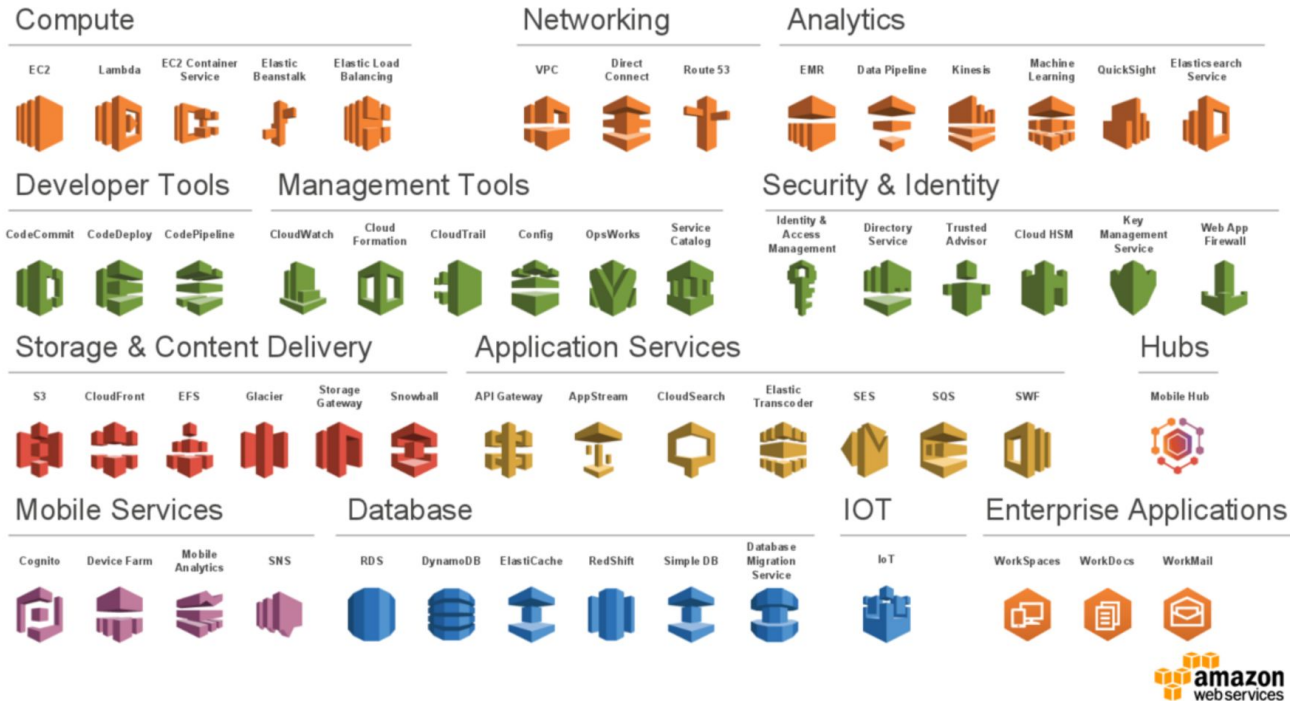 Compute
Networking
Analytics
EC2
Lambda
EC2 Container
Service
Elastic
Beanstalk
Elastic Load
Balancing
VPC
Direct
Connect
Route 53
EMR
Data Pipeline
Kinesis
Machine
Learning
QuickSight
Elasticsearch
Service
Developer Tools
Management Tools
Security & Identity
CodeCommit
CodeDeploy
CodePipeline
CloudWatch
Cloud
Formation
CloudTrail
Config
OpsWorks
Service
Catalog
Identity &
Access
Management
Directory
Service
Trusted
Advisor
Cloud HSM
Key
Management
Service
Web App
Firewall
Storage & Content Delivery
Application Services
Hubs
S3
CloudFront
EFS
Glacier
Storage
Gateway
Snowball
API Gateway
AppStream
CloudSearch
Elastic
Transcoder
SES
SQS
SWF
Mobile Hub
Mobile Services
Database
IOT
Enterprise Applications
Cognito
Device Farm
Mobile
Analytics
SNS
RDS
DynamoDB
ElastiCache
RedShift
Simple DB
Database
Migration
Service
IoT
WorkSpaces
WorkDocs
WorkMail
amazon
web services